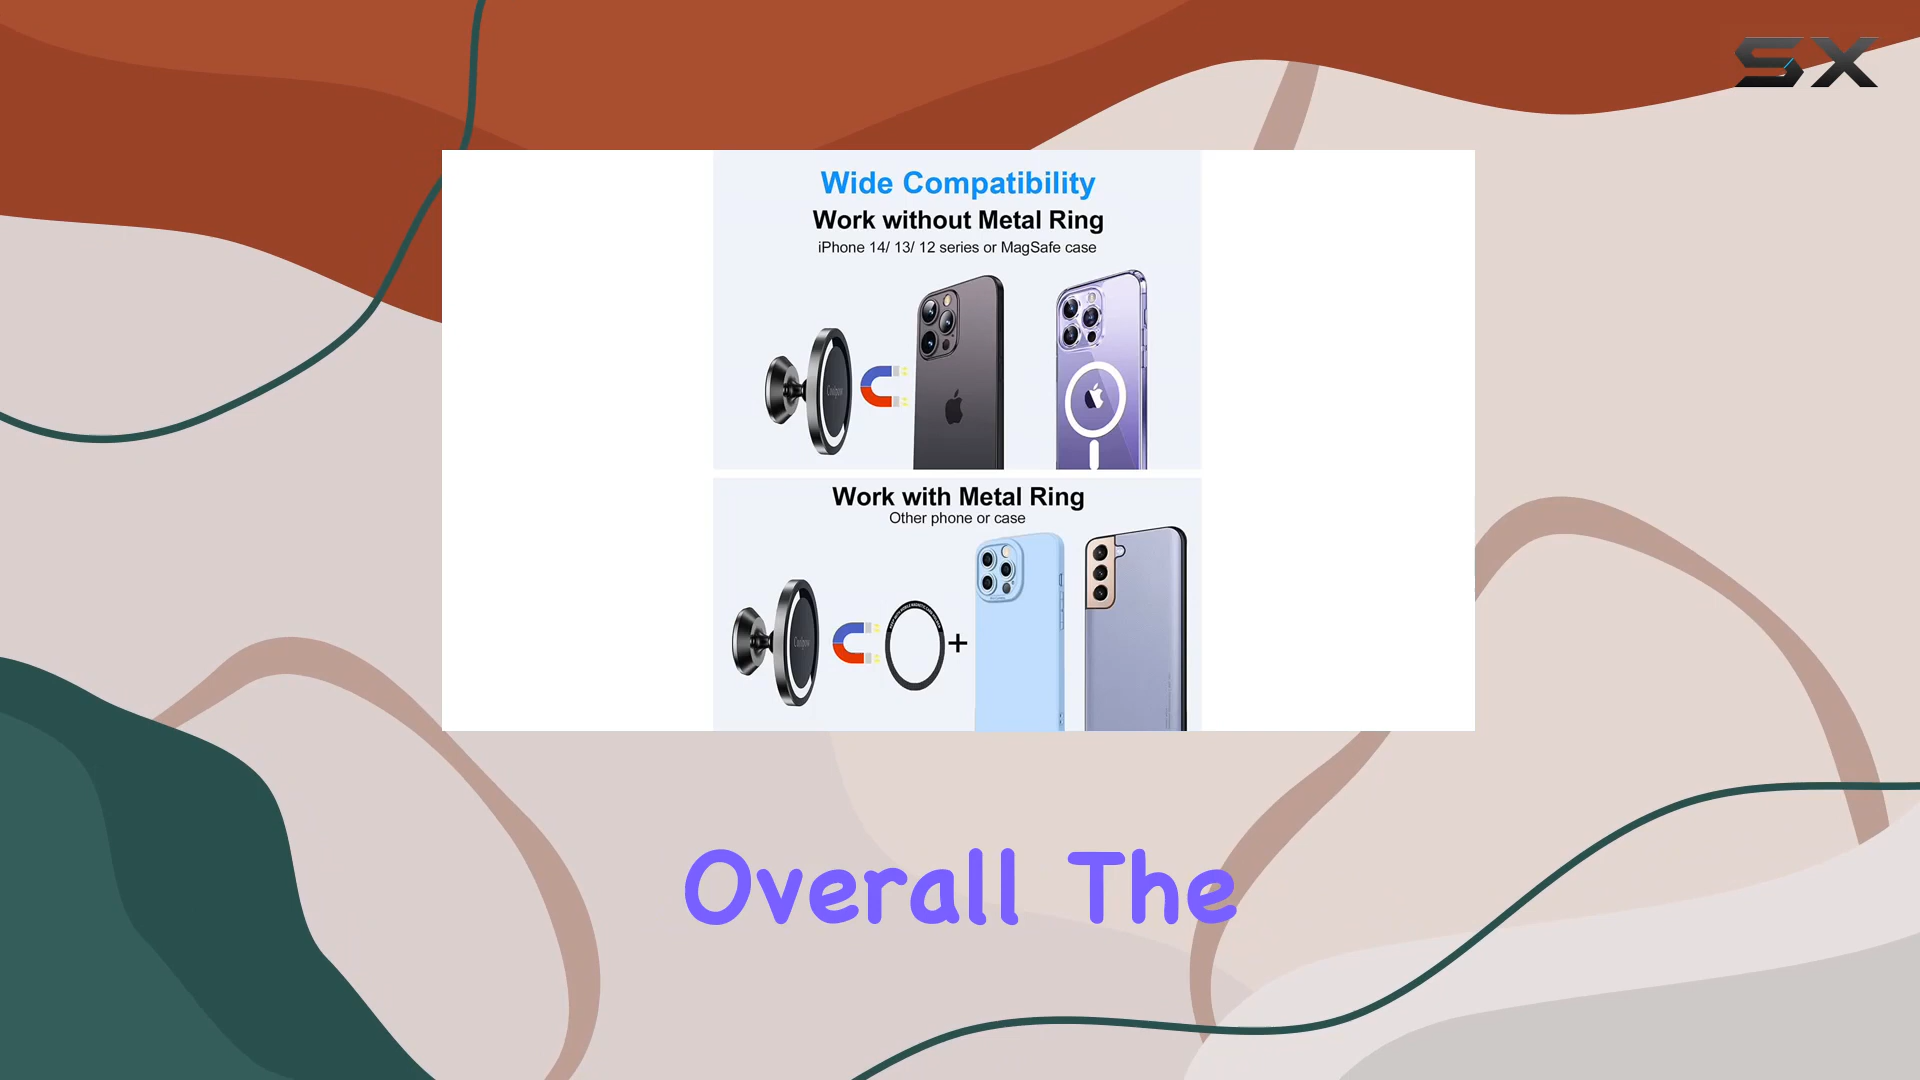 SX
Wide Compatibility
Work without Metal Ring
iPhone 14/ 13/ 12 series or MagSafe case
Work with Metal Ring
Other phone or case
+
Overall The